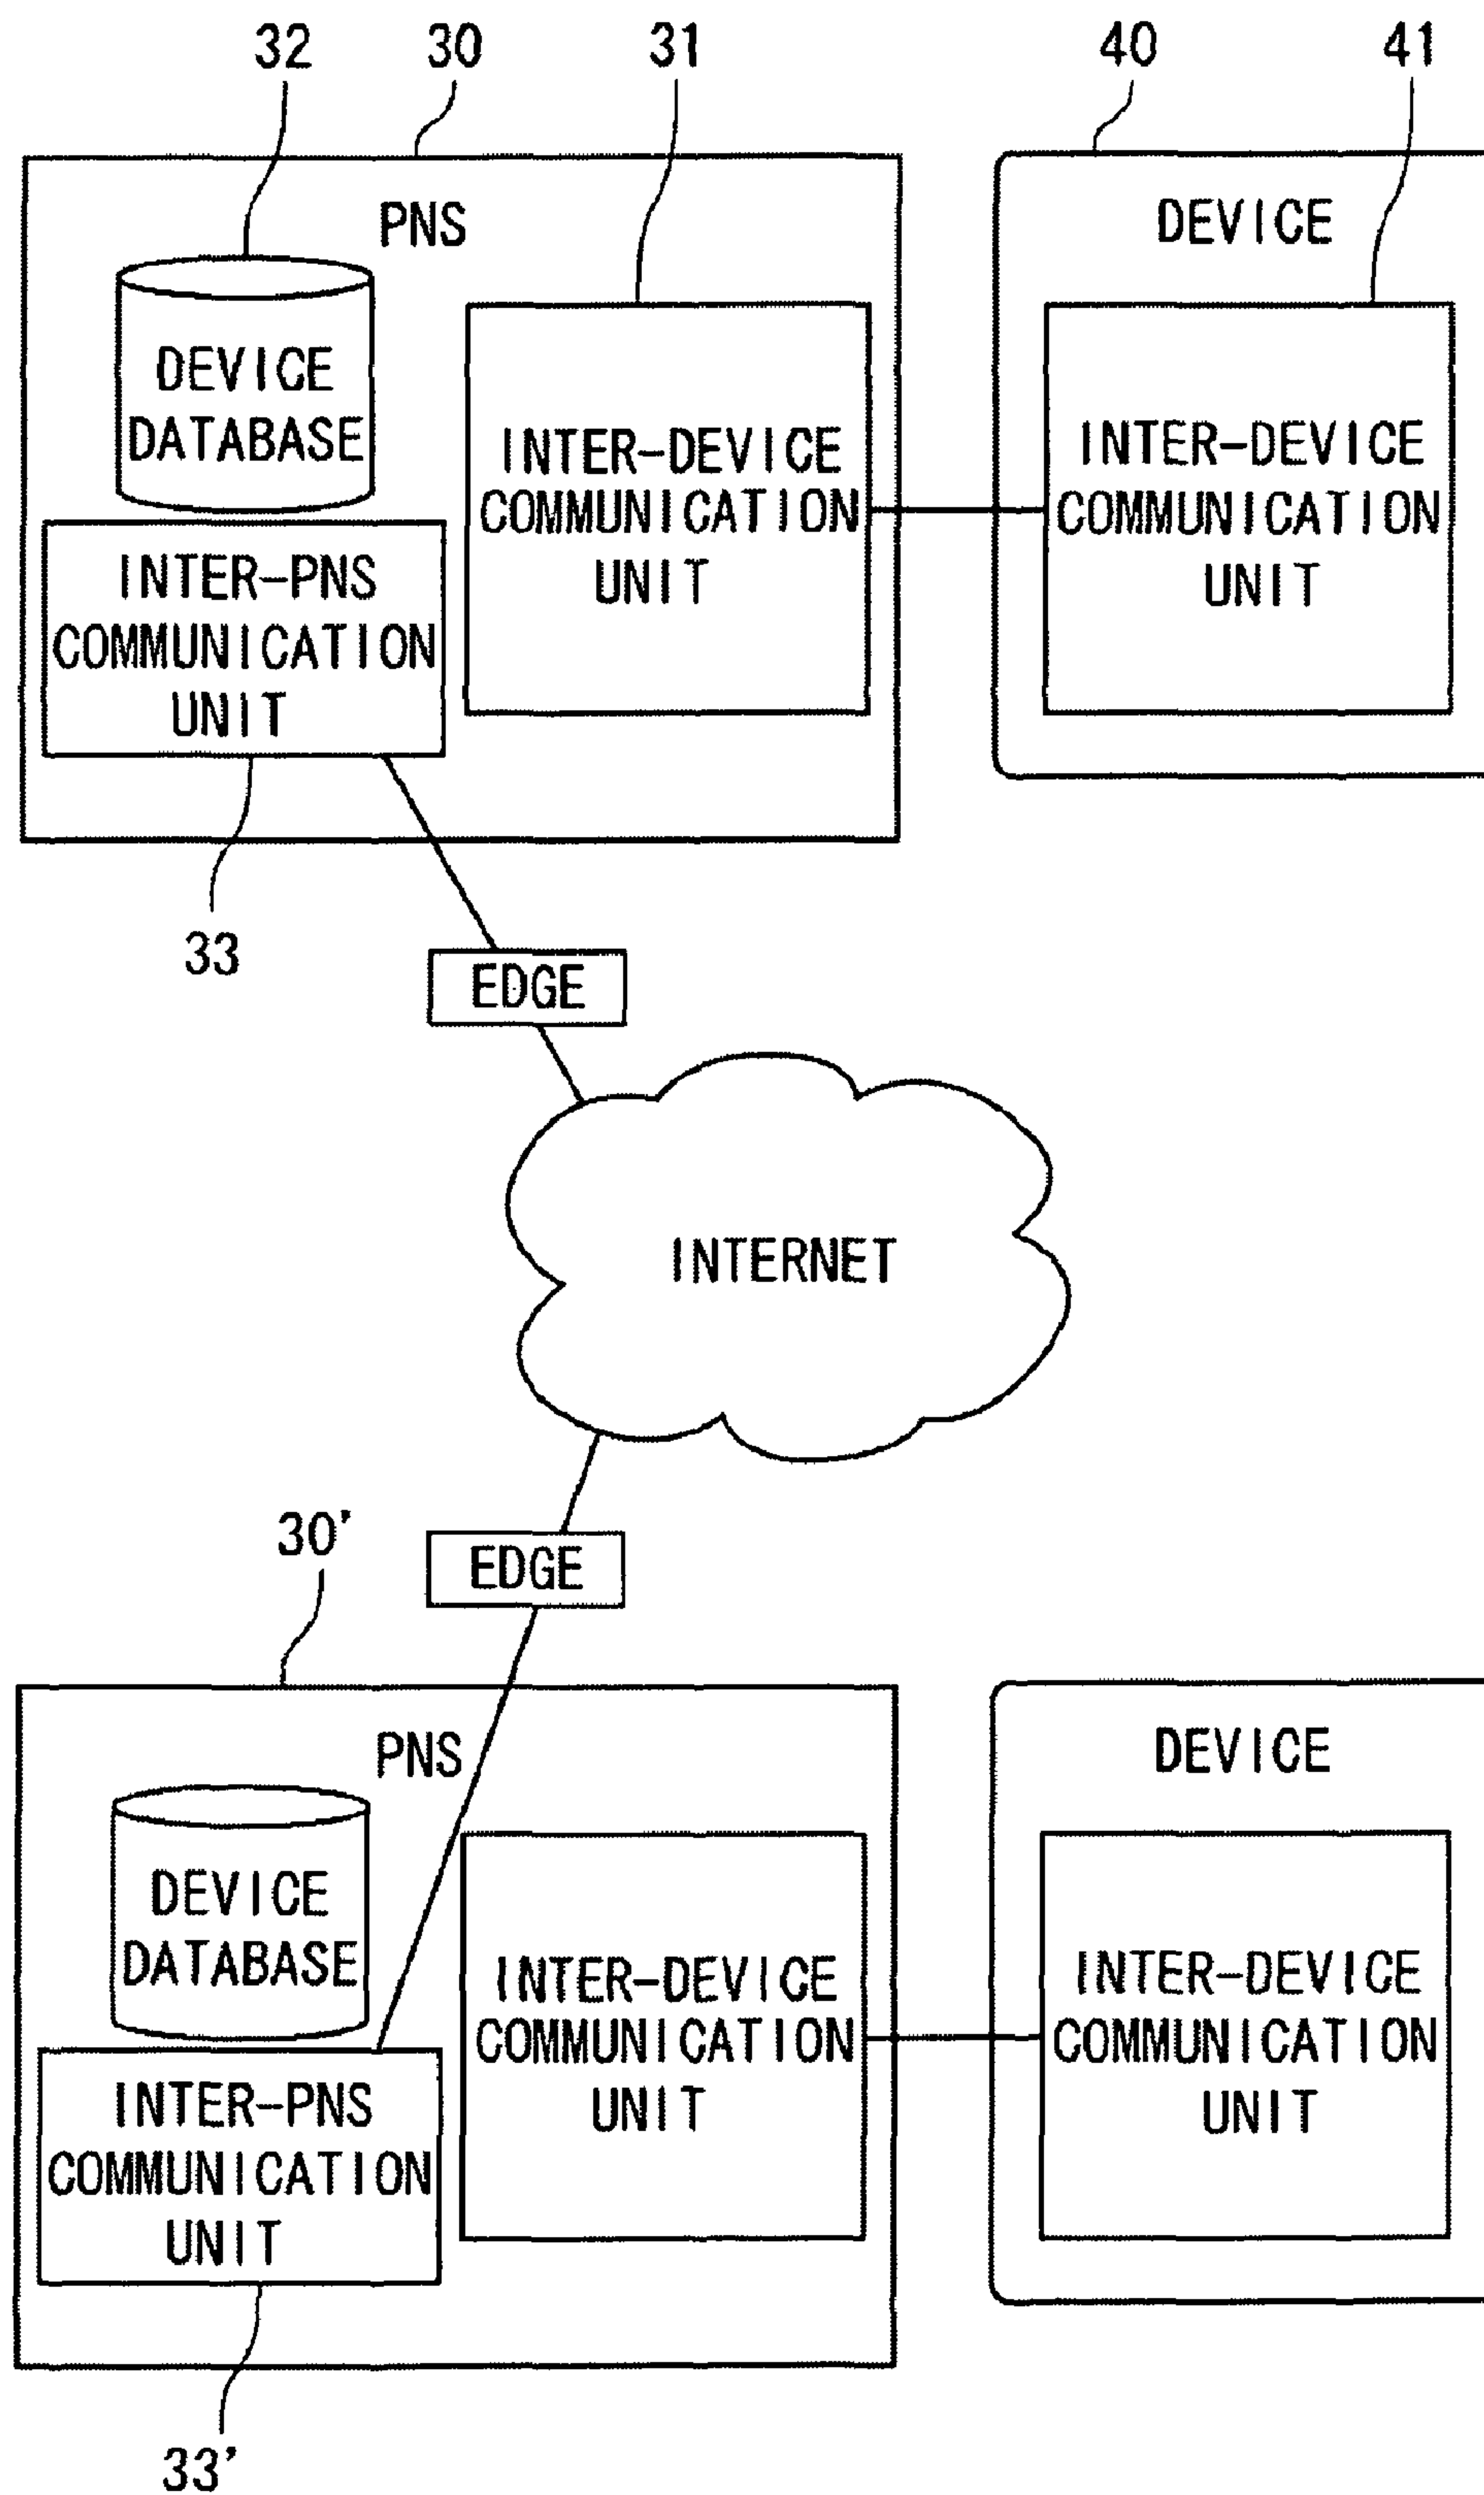 32
30
31
40
41
PNS
DEVICE
DEVICE
DATABASE
INTER-DEVICE
COMMUNICATION
UNIT
INTER-DEVICE
COMMUNICATION
UNIT
INTER-PNS
COMMUNICATION
UNIT
33
EDGE
INTERNET
30'
EDGE
PNS
DEVICE
DEVICE
DATABASE
INTER-DEVICE
COMMUNICATION
UNIT
INTER-DEVICE
COMMUNICATION
UNIT
INTER-PNS
COMMUNICATION
UNIT
33'